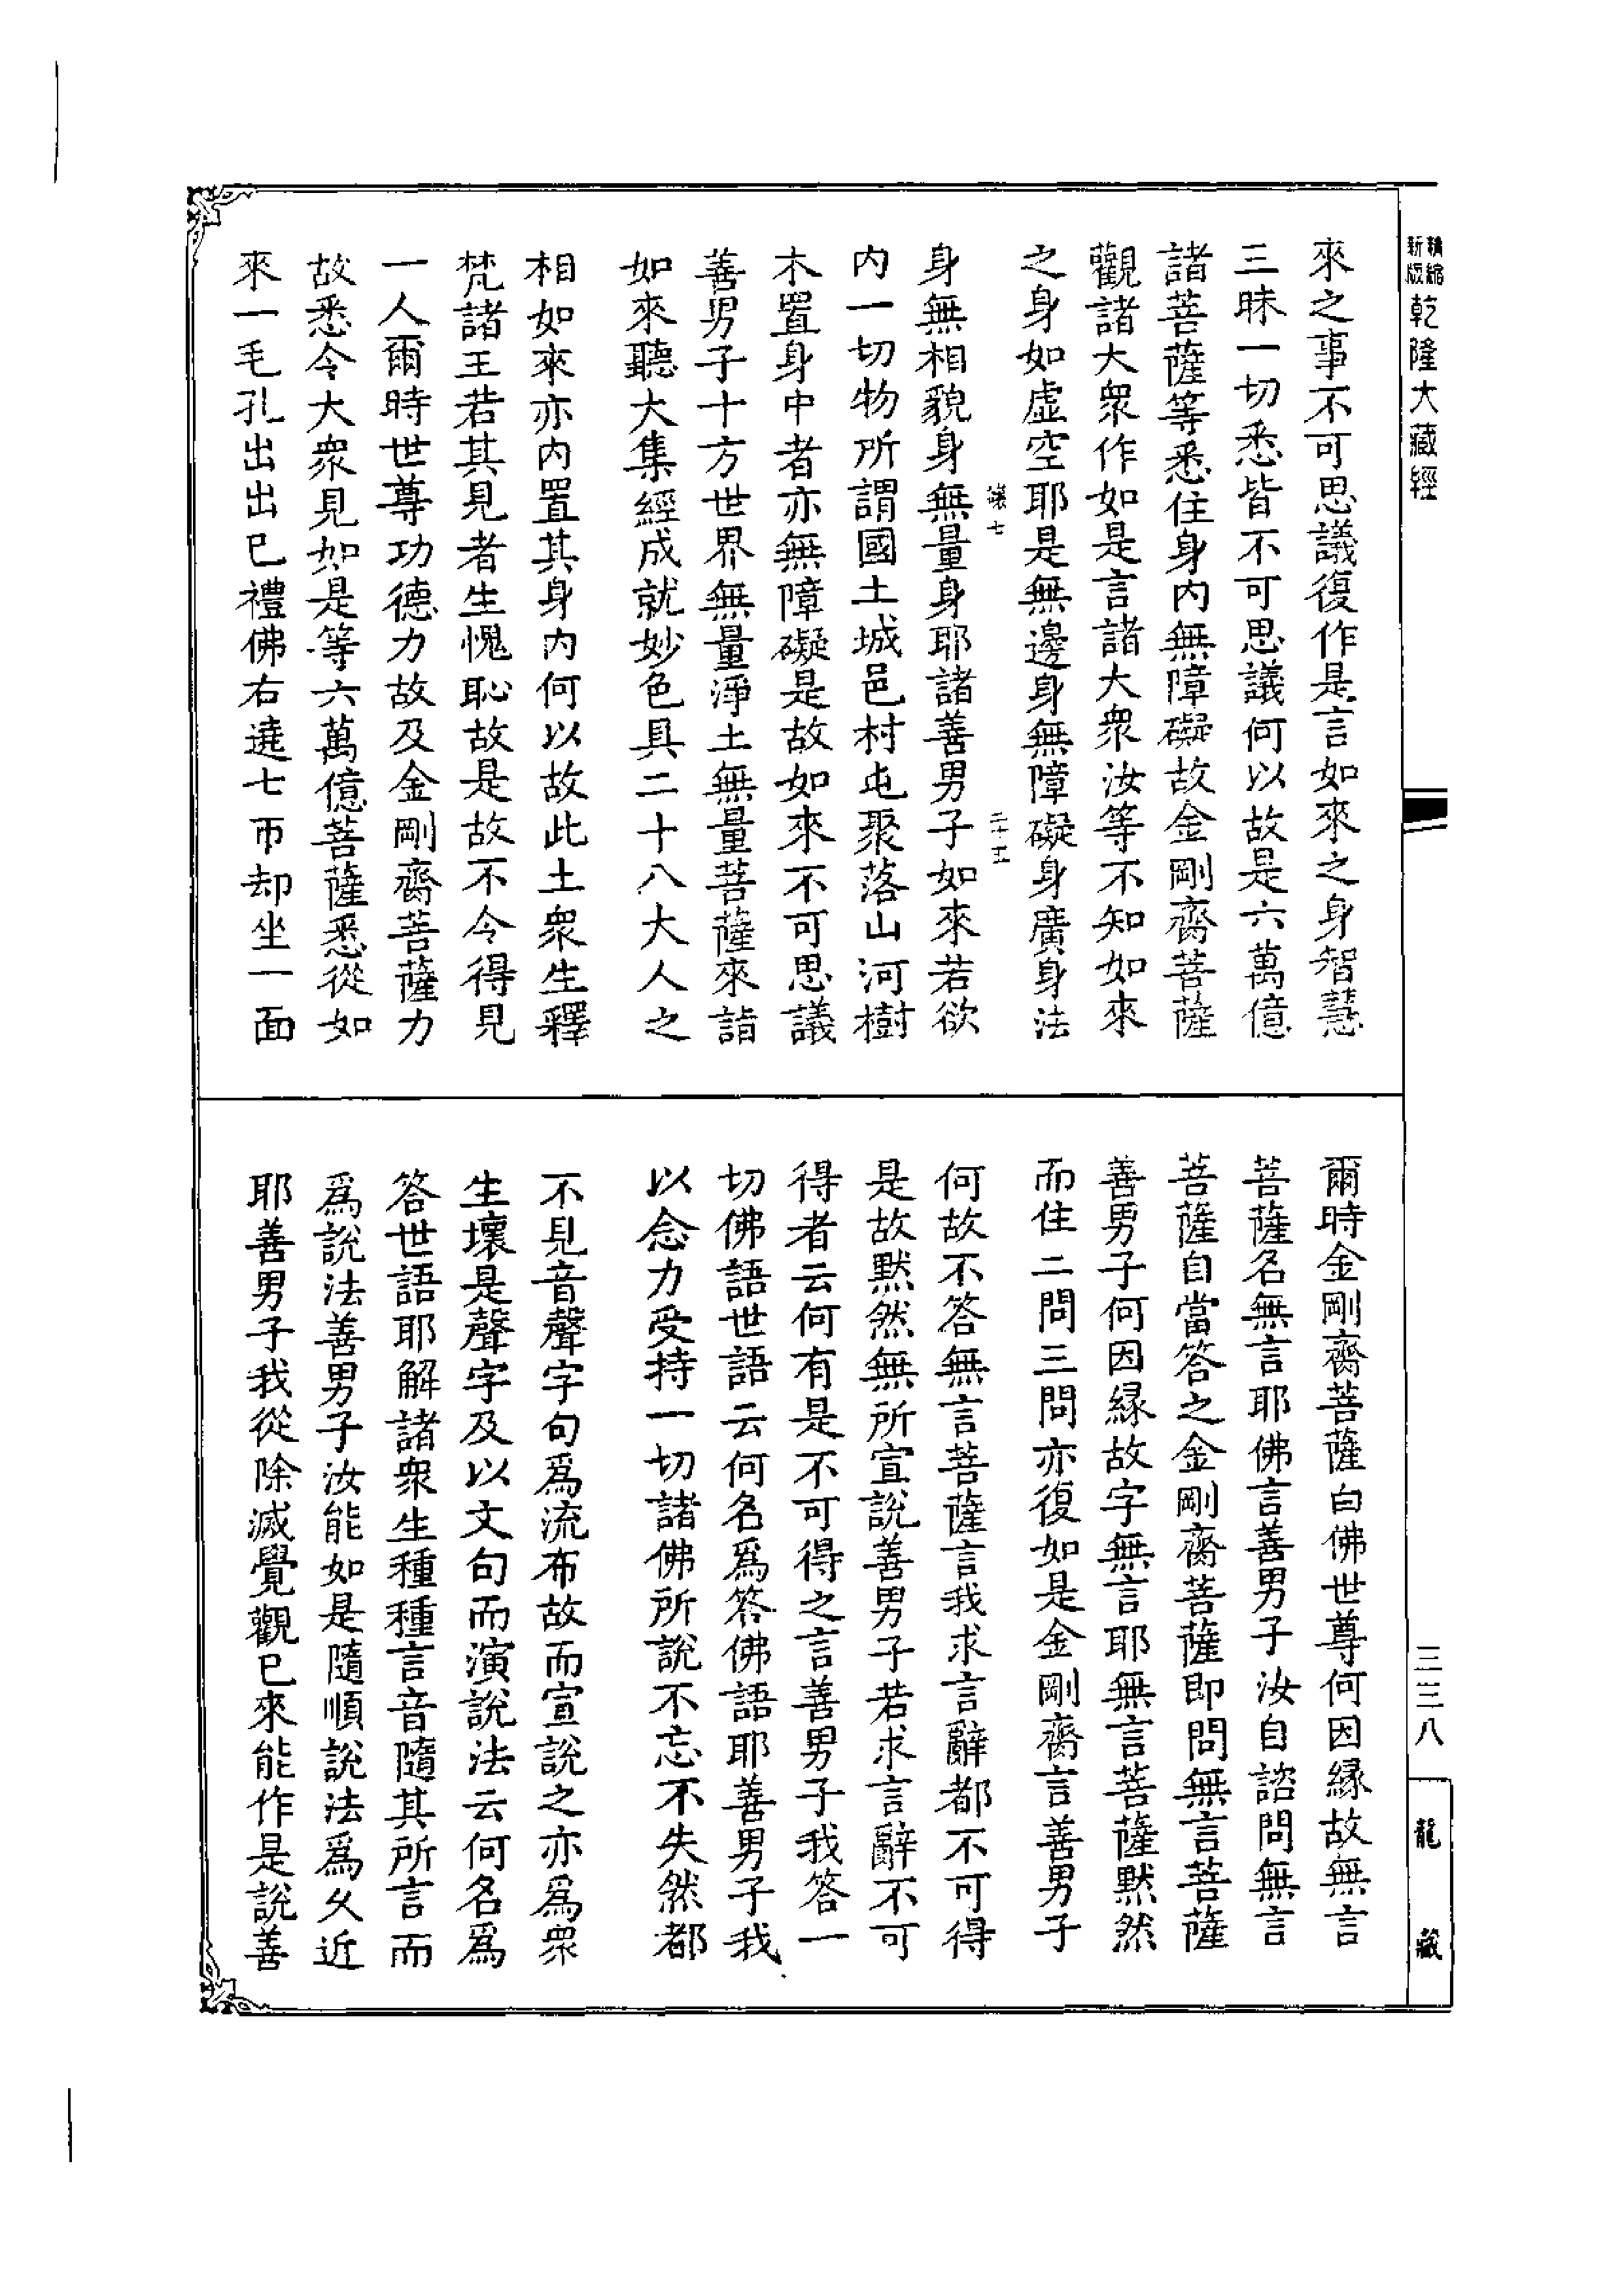 精縮
新版
乾隆大藏經
來之事不可思議復作是言如來之身智慧
三昧一切悉皆不可思議何以故是六萬億
諸菩薩等悉住身内無障礙故金剛齋菩薩
觀諸大衆作如是言諸大衆汝等不知如來
之身如虛空耶是無邊身無障礙身廣身法
七
二十五
身無相貌身無量身耶諸善男子如來若欲
内一切物所謂國土城邑村屯聚落山河樹
木置身中者亦無障礙是故如來不可思議
善男子十方世界無量淨土無量菩薩來詣
如來聽大集經成就妙色具二十八大人之
相如來亦内置其身内何以故此土衆生釋
梵諸王若其見者生愧恥故是故不令得見
一人爾時世尊功德力故及金剛齋菩薩力
故悉令大衆見如是等六萬億菩薩悉從如
來一毛孔出出已禮佛右遶七帀却坐一面
爾時金剛齋菩薩白佛世尊何因緣故無言
菩薩名無言耶佛言善男子汝自諮問無言
菩薩自當答之金剛齋菩薩即問無言菩薩
善男子何因緣故字無言耶無言菩薩默然
而住二問三問亦復如是金剛齋言善男子
何故不答無言菩薩言我求言辭都不可得
是故默然無所宣說善男子若求言辭不可
得者云何有是不可得之言善男子我答一
切佛語世語云何名爲答佛語耶善男子我
以念力受持一切諸佛所說不忘不失然都
不見音聲字句爲流布故而宣說之亦爲衆
生壞是聲字及以文句而演說法云何名爲
答世語耶解諸衆生種種言音隨其所言而
爲說法善男子汝能如是隨順說法爲久近
耶善男子我從除滅覺觀已來能作是說善
三三八
龍藏